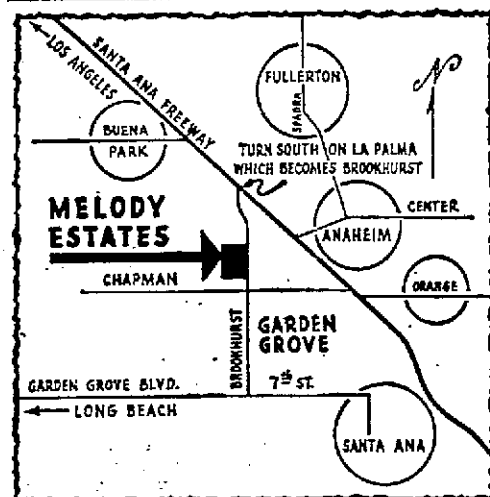 SANTA ANA FREEWAY
LOS ANGELES
FULLERTON
SPADRA
N
BUENA
PARK
TURN SOUTH ON LA PALMA
WHICH BECOMES BROOKHURST
MELODY
ESTATES
CENTER
ANAHEIM
CHAPMAN
ORANGE
BROOKHURST
GARDEN
GROVE
GARDEN GROVE BLVD.
7th ST.
LONG BEACH
SANTA ANA